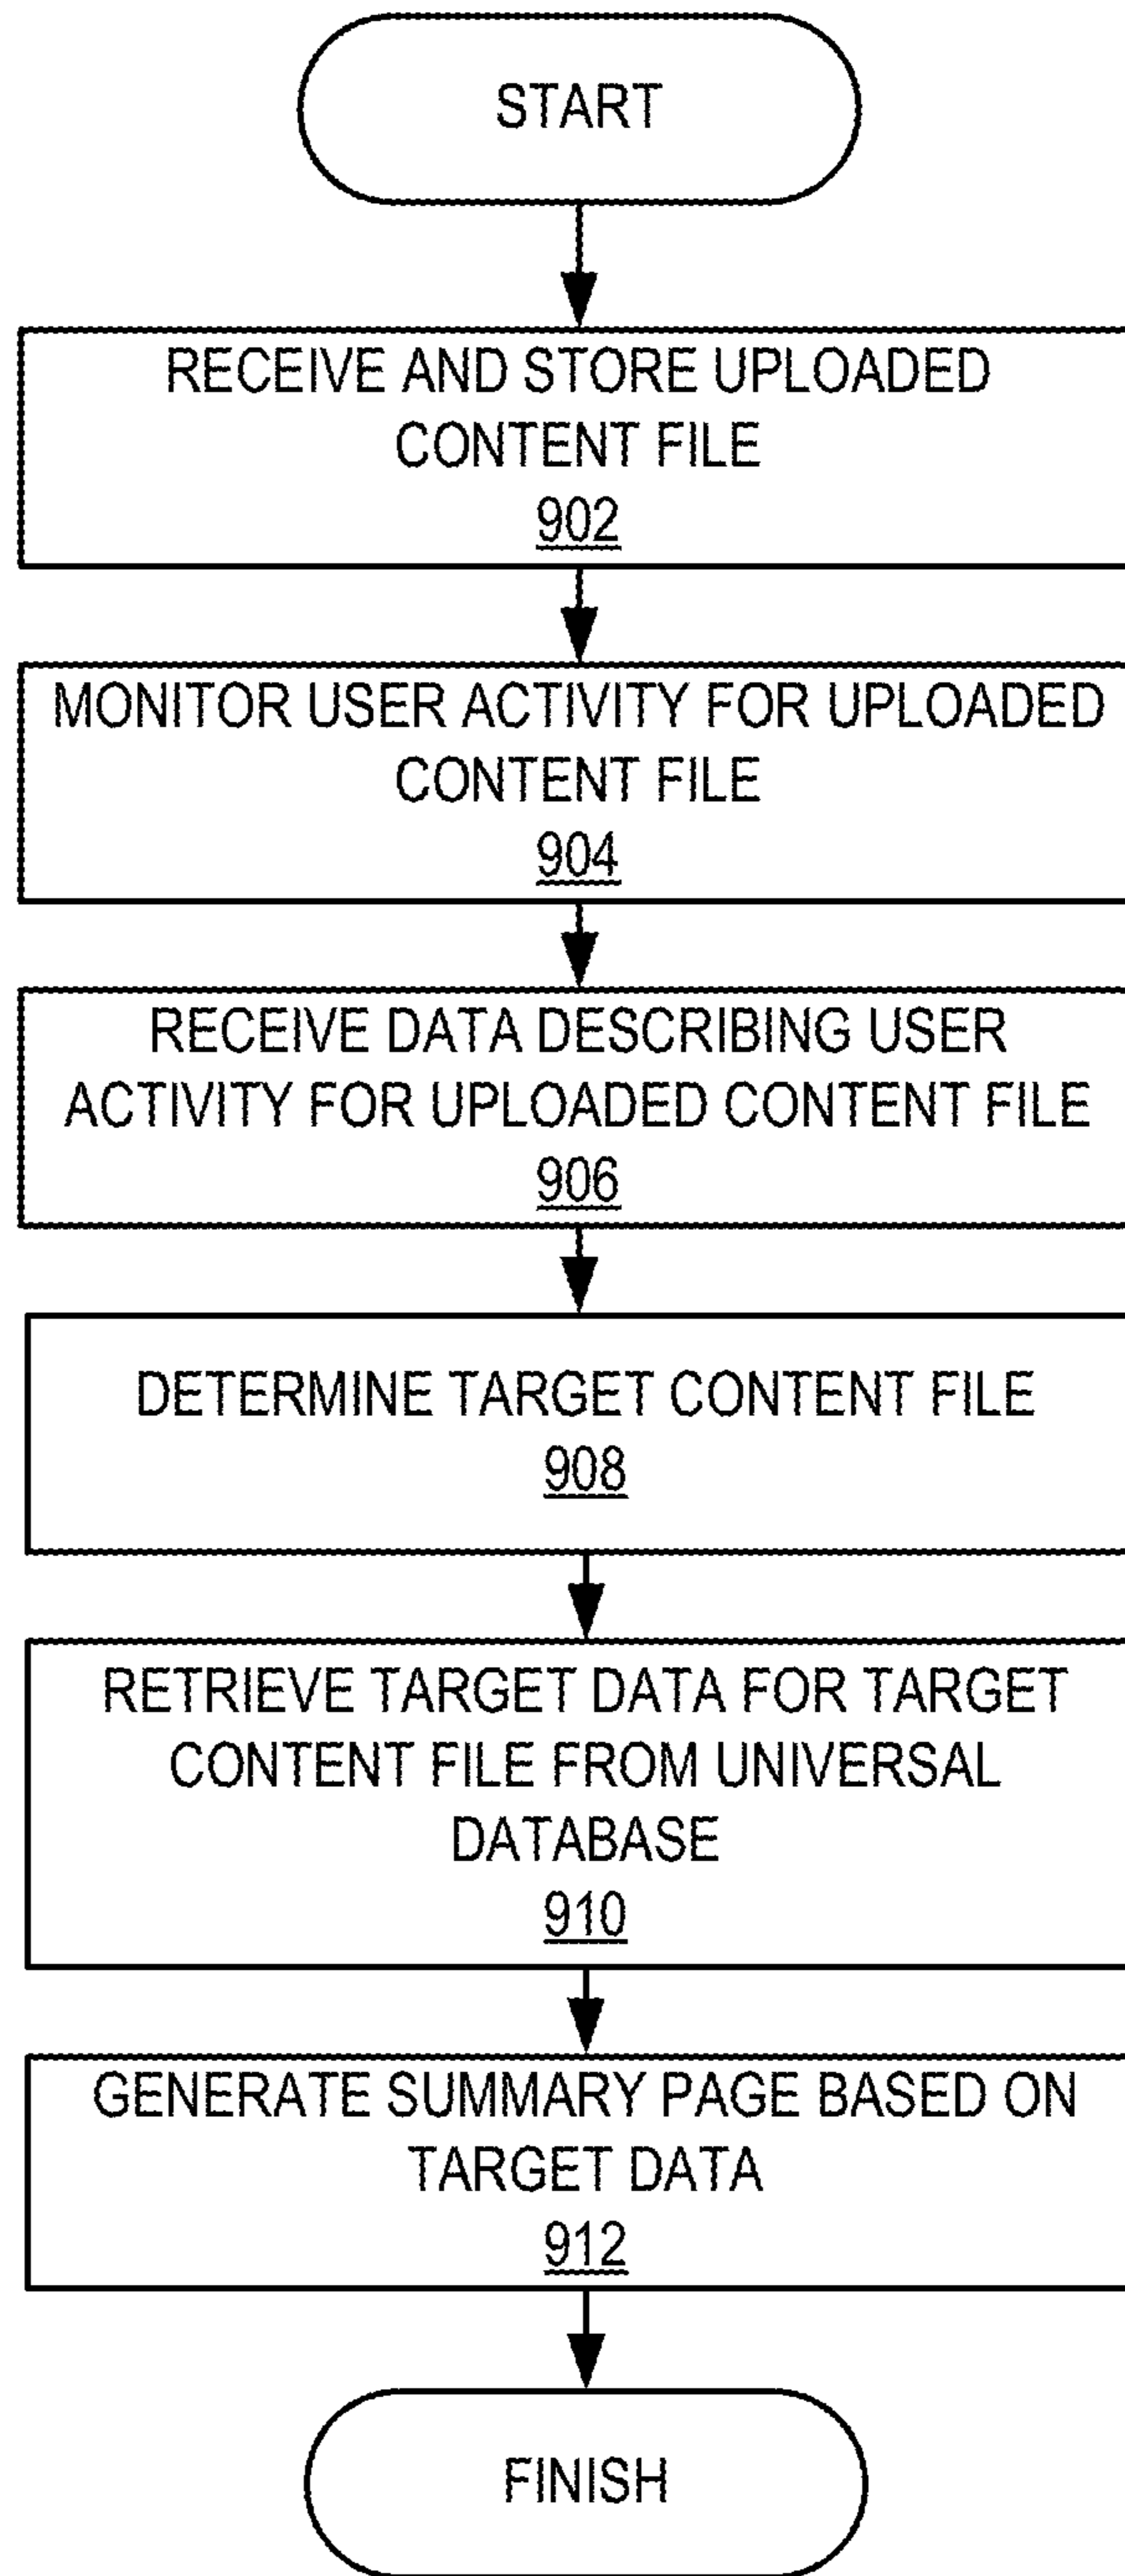 START
RECEIVE AND STORE UPLOADED
CONTENT FILE
902
MONITOR USER ACTIVITY FOR UPLOADED
CONTENT FILE
904
RECEIVE DATA DESCRIBING USER
ACTIVITY FOR UPLOADED CONTENT FILE
906
DETERMINE TARGET CONTENT FILE
908
RETRIEVE TARGET DATA FOR TARGET
CONTENT FILE FROM UNIVERSAL
DATABASE
910
GENERATE SUMMARY PAGE BASED ON
TARGET DATA
912
FINISH